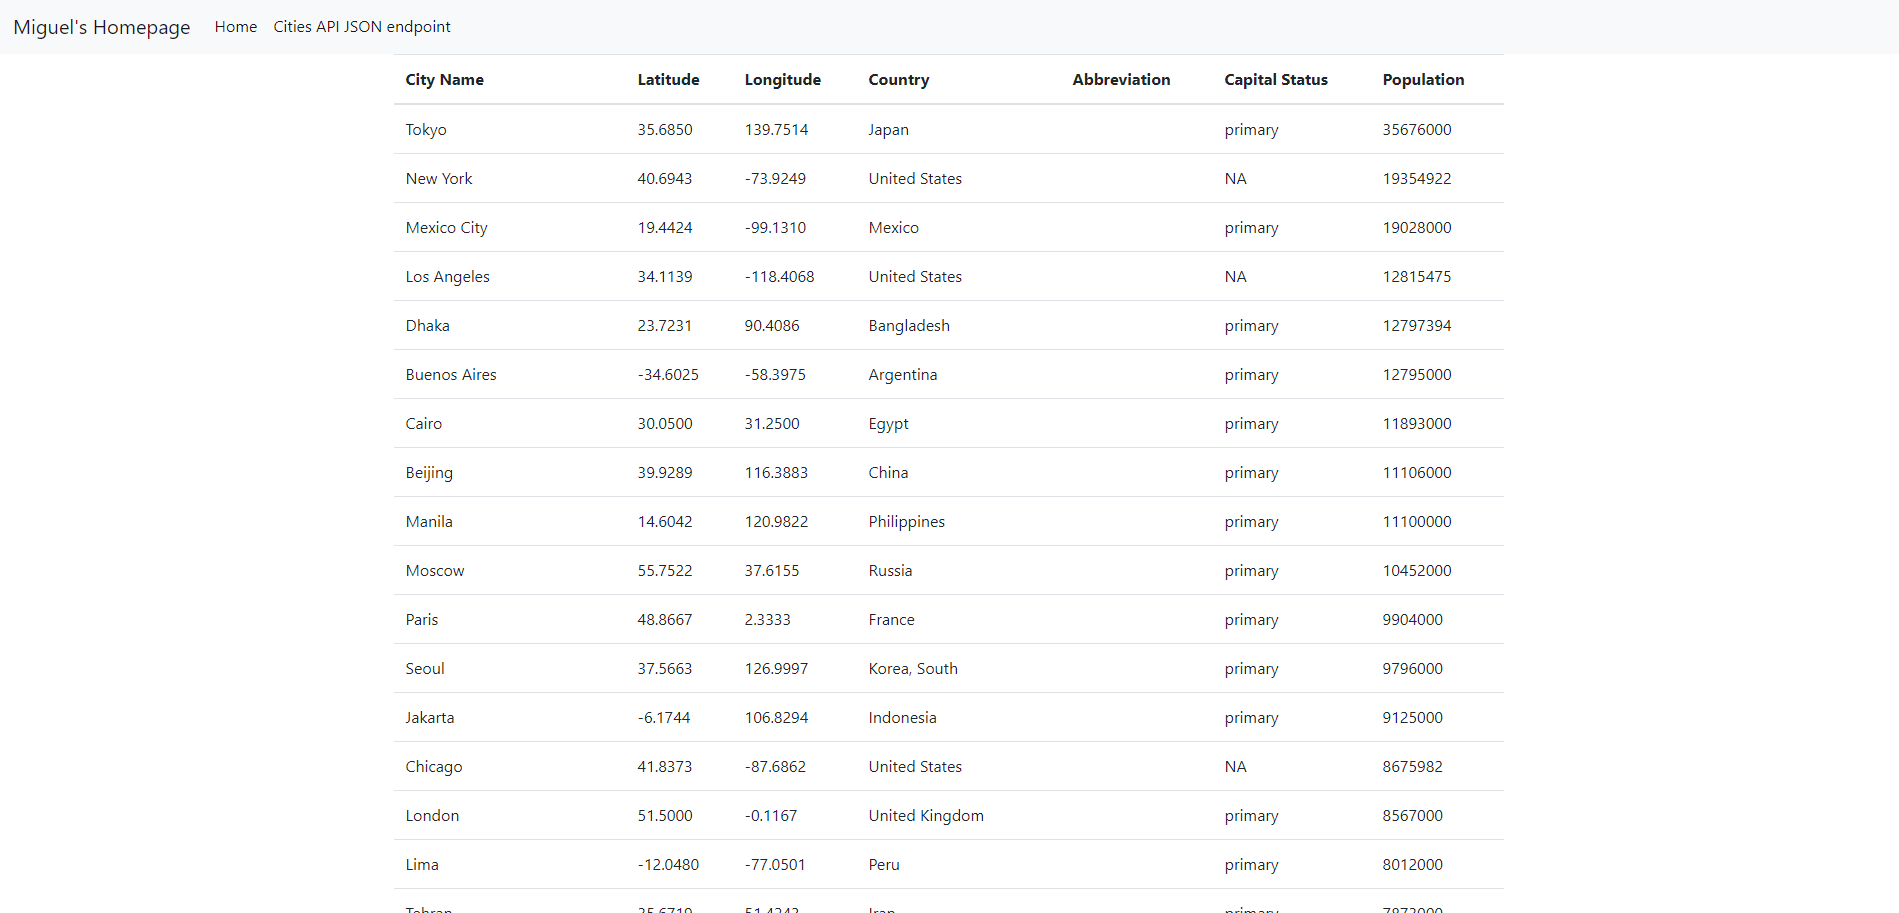 Miguel's Homepage Home Cities API JSON endpoint
City Name Latitude Longitude Country Abbreviation Capital Status Population
Tokyo 35.6850 139.7514 Japan primary 35676000
New York 40.6943 -73.9249 United States NA 19354922
Mexico City 19.4424 -99.1310 Mexico primary 19028000
Los Angeles 34.1139 -118.4068 United States NA 12815475
Dhaka 23.7231 90.4086 Bangladesh primary 12797394
Buenos Aires -34.6025 -58.3975 Argentina primary 12795000
Cairo 30.0500 31.2500 Egypt primary 11893000
Beijing 39.9289 116.3883 China primary 11106000
Manila 14.6042 120.9822 Philippines primary 11100000
Moscow 55.7522 37.6155 Russia primary 10452000
Paris 48.8667 2.3333 France primary 9904000
Seoul 37.5663 126.9997 Korea, South primary 9796000
Jakarta -6.1744 106.8294 Indonesia primary 9125000
Chicago 41.8373 -87.6862 United States NA 8675982
London 51.5000 -0.1167 United Kingdom primary 8567000
Lima -12.0480 -77.0501 Peru primary 8012000
Tehran 35.6719 51.4243 Iran primary 7873000